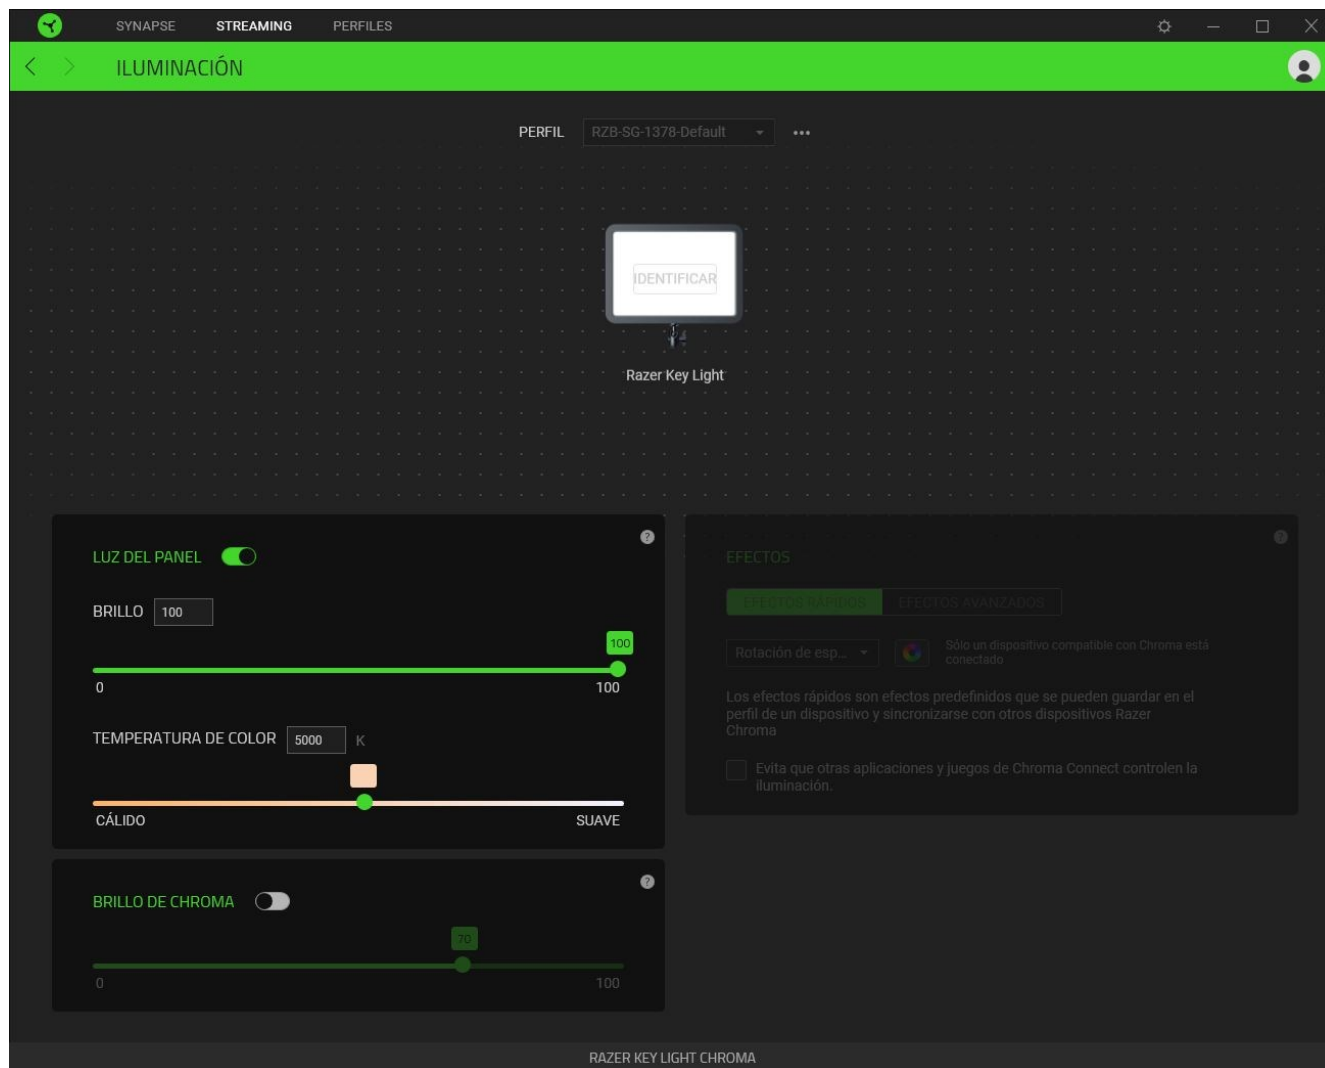 SYNAPSE STREAMING PERFILES
ILUMINACIÓN
PERFIL RZB-SG-1378-Default
IDENTIFICAR
Razer Key Light
LUZ DEL PANEL
BRILLO 100
100
0 100
TEMPERATURA DE COLOR 5000 K
CÁLIDO SUAVE
BRILLO DE CHROMA
70
0 100
EFECTOS
EFECTOS RÁPIDOS EFECTOS AVANZADOS
Rotación de esp...
Sólo un dispositivo compatible con Chroma está
conectado
Los efectos rápidos son efectos predefinidos que se pueden guardar en el
perfil de un dispositivo y sincronizarse con otros dispositivos Razer
Chroma
Evita que otras aplicaciones y juegos de Chroma Connect controlen la
iluminación.
RAZER KEY LIGHT CHROMA